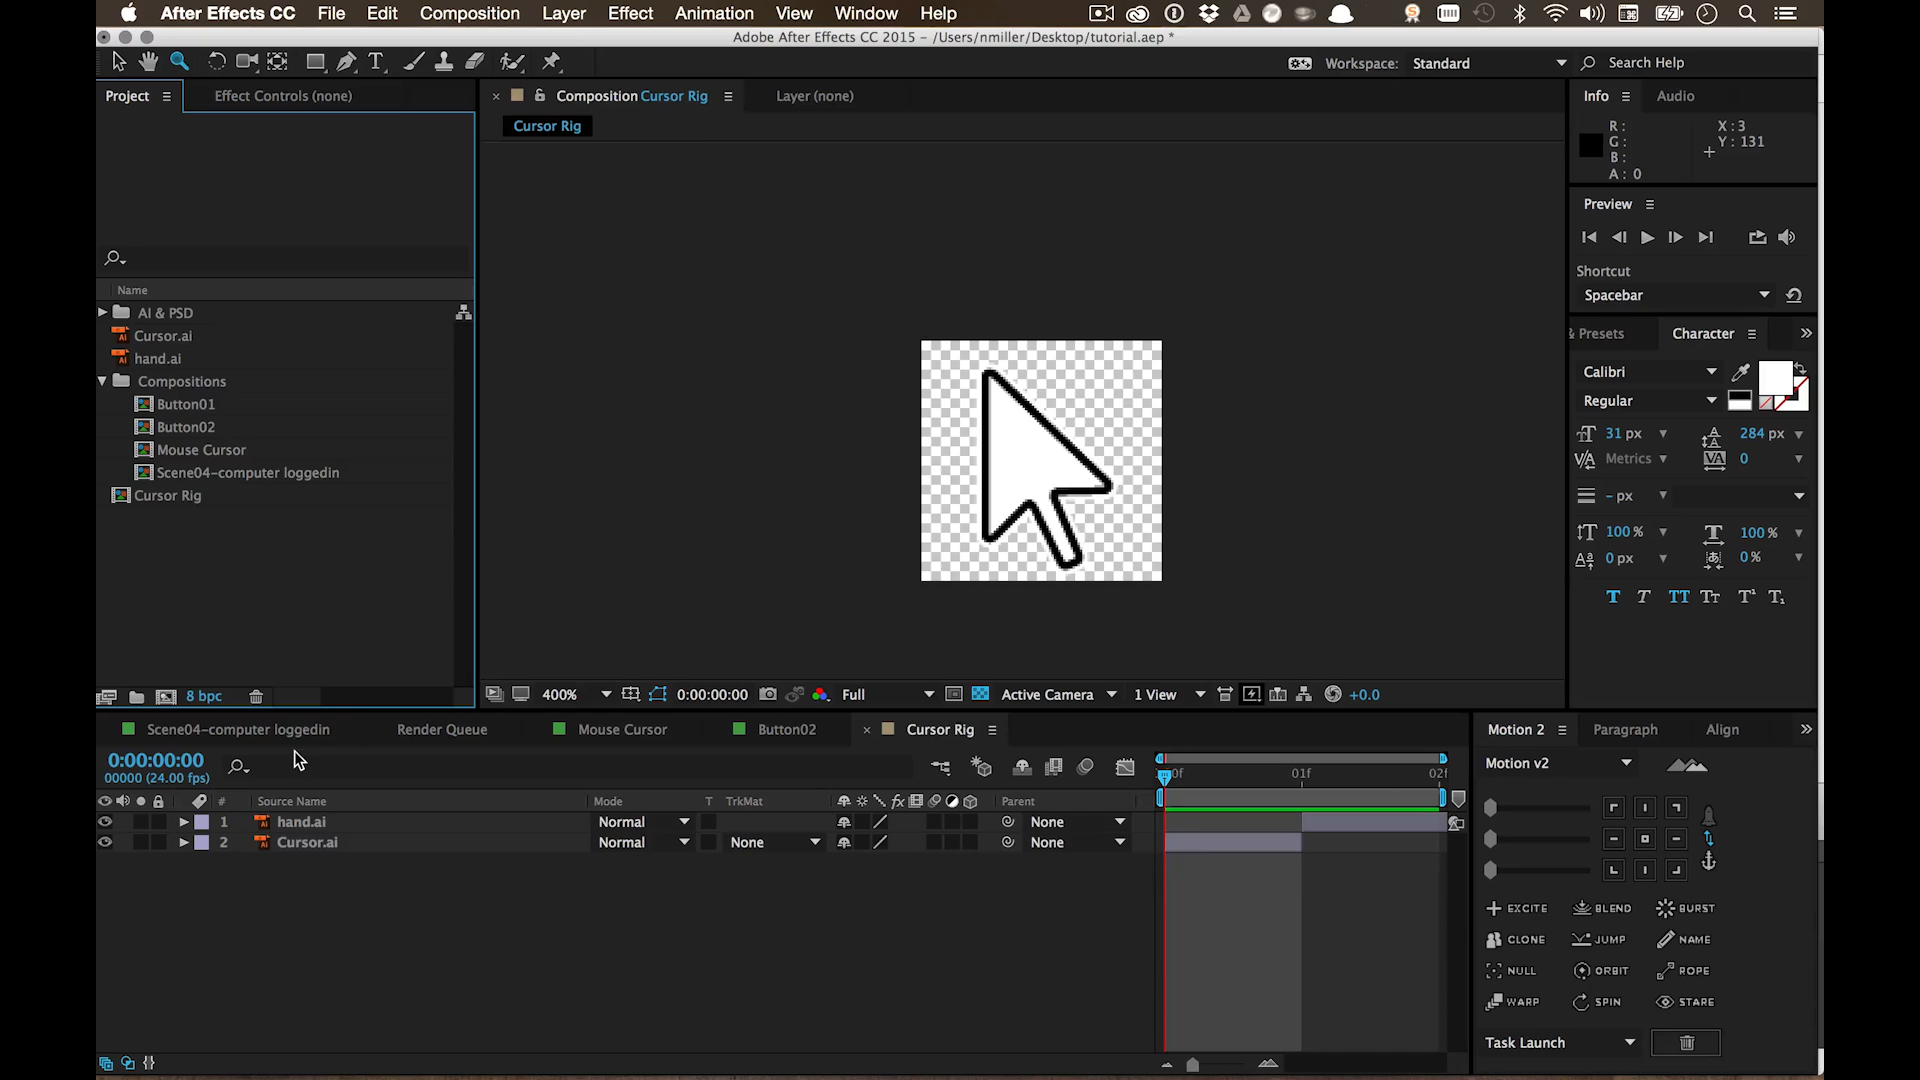 After Effects CC File Edit Composition Layer Effect Animation View Window Help
Adobe After Effects CC 2015 - /Users/nmiller/Desktop/tutorial.aep *
Workspace: Standard Search Help
Project Effect Controls (none)
Composition Cursor Rig Layer (none)
Cursor Rig
Name
AI & PSD
Cursor.ai
hand.ai
Compositions
Button01
Button02
Mouse Cursor
Scene04-computer loggedin
Cursor Rig
8 bpc
400% 0:00:00:00 Full Active Camera 1 View +0.0
Info Audio
R: X: 3
G: Y: 131
B:
A: 0
Preview
Shortcut
Spacebar
& Presets Character
Calibri
Regular
31 px 284 px
Metrics 0
- px
100 % 100 %
0 px 0 %
T T TT Tт T¹ T₁
Scene04-computer loggedin Render Queue Mouse Cursor Button02 Cursor Rig
0:00:00:00
00000 (24.00 fps)
01f 02f
# Source Name Mode T TrkMat Parent
1 hand.ai Normal None
2 Cursor.ai Normal None None
Motion 2 Paragraph Align
Motion v2
EXCITE BLEND BURST
CLONE JUMP NAME
NULL ORBIT ROPE
WARP SPIN STARE
Task Launch